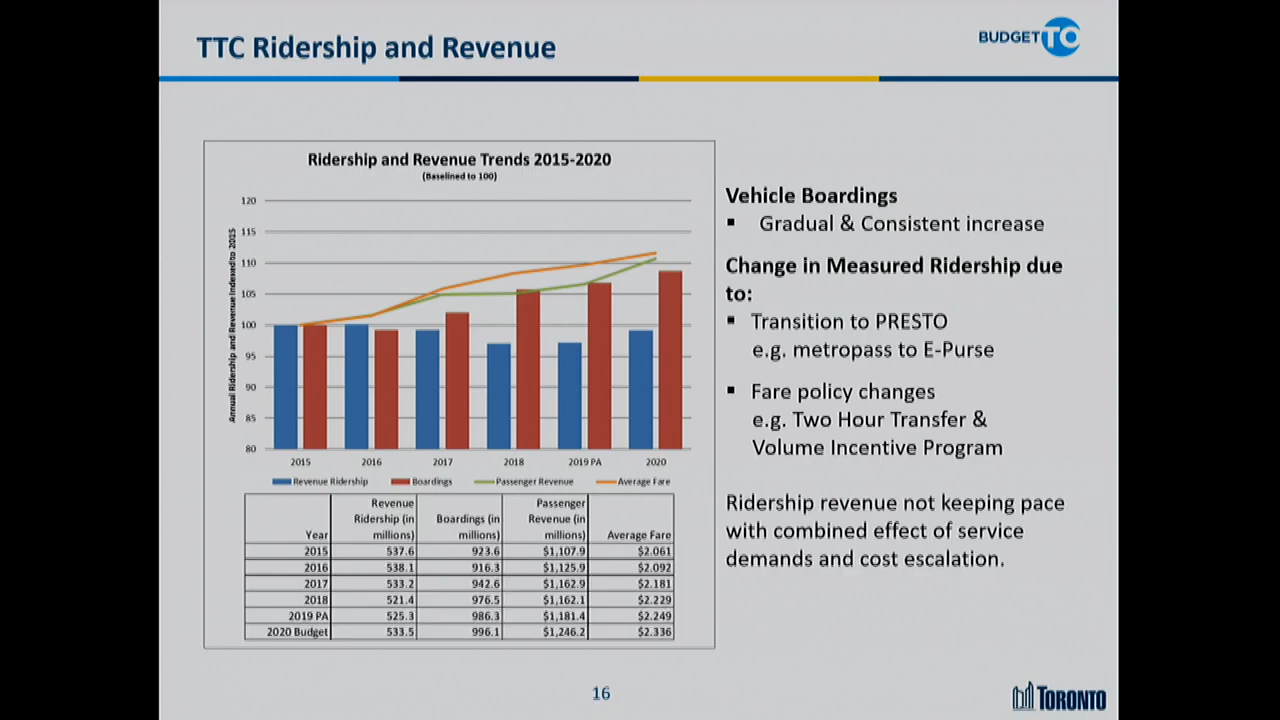 TTC Ridership and Revenue
BUDGETTO
Ridership and Revenue Trends 2015-2020
(Baselined to 100)
Annual Ridership and Revenue Indexed to 2015
120
115
110
105
100
95
90
85
80
2015 2016 2017 2018 2019 PA 2020
Revenue Ridership Boardings Passenger Revenue Average Fare
Year Revenue Ridership (in millions) Boardings (in millions) Passenger Revenue (in millions) Average Fare
2015 537.6 923.6 $1,107.9 $2.061
2016 538.1 916.3 $1,125.9 $2.092
2017 533.2 942.6 $1,162.9 $2.181
2018 521.4 976.5 $1,162.1 $2.229
2019 PA 525.3 986.3 $1,181.4 $2.249
2020 Budget 533.5 996.1 $1,246.2 $2.336
Vehicle Boardings
▪ Gradual & Consistent increase
Change in Measured Ridership due
to:
▪ Transition to PRESTO
e.g. metropass to E-Purse
▪ Fare policy changes
e.g. Two Hour Transfer &
Volume Incentive Program
Ridership revenue not keeping pace
with combined effect of service
demands and cost escalation.
16
TORONTO